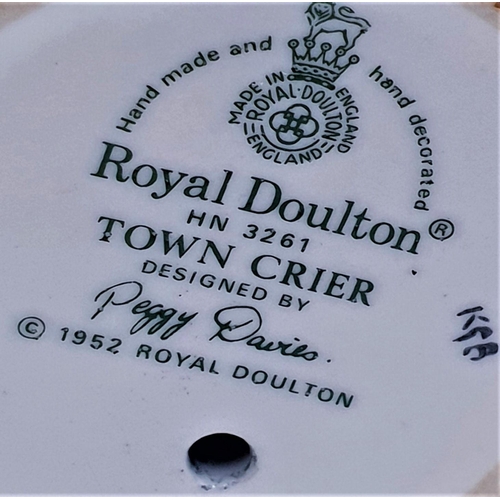 Hand made and hand decorated
MADE IN ENGLAND
ROYAL·DOULTON
ENGLAND
Royal Doulton®
HN 3261
TOWN CRIER
DESIGNED BY
Peggy Davies.
© 1952 ROYAL DOULTON